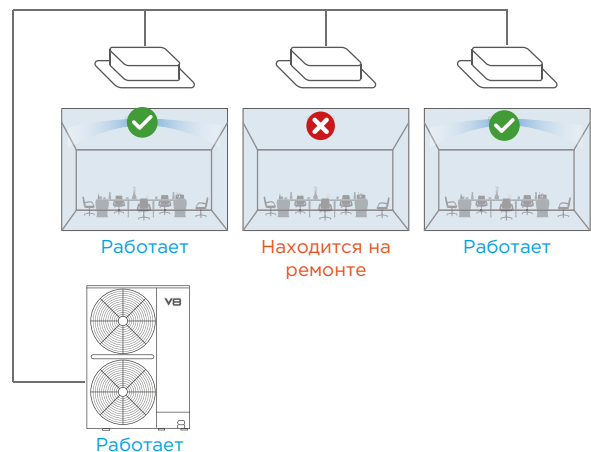 Работает
Находится на
ремонте
Работает
V8
Работает